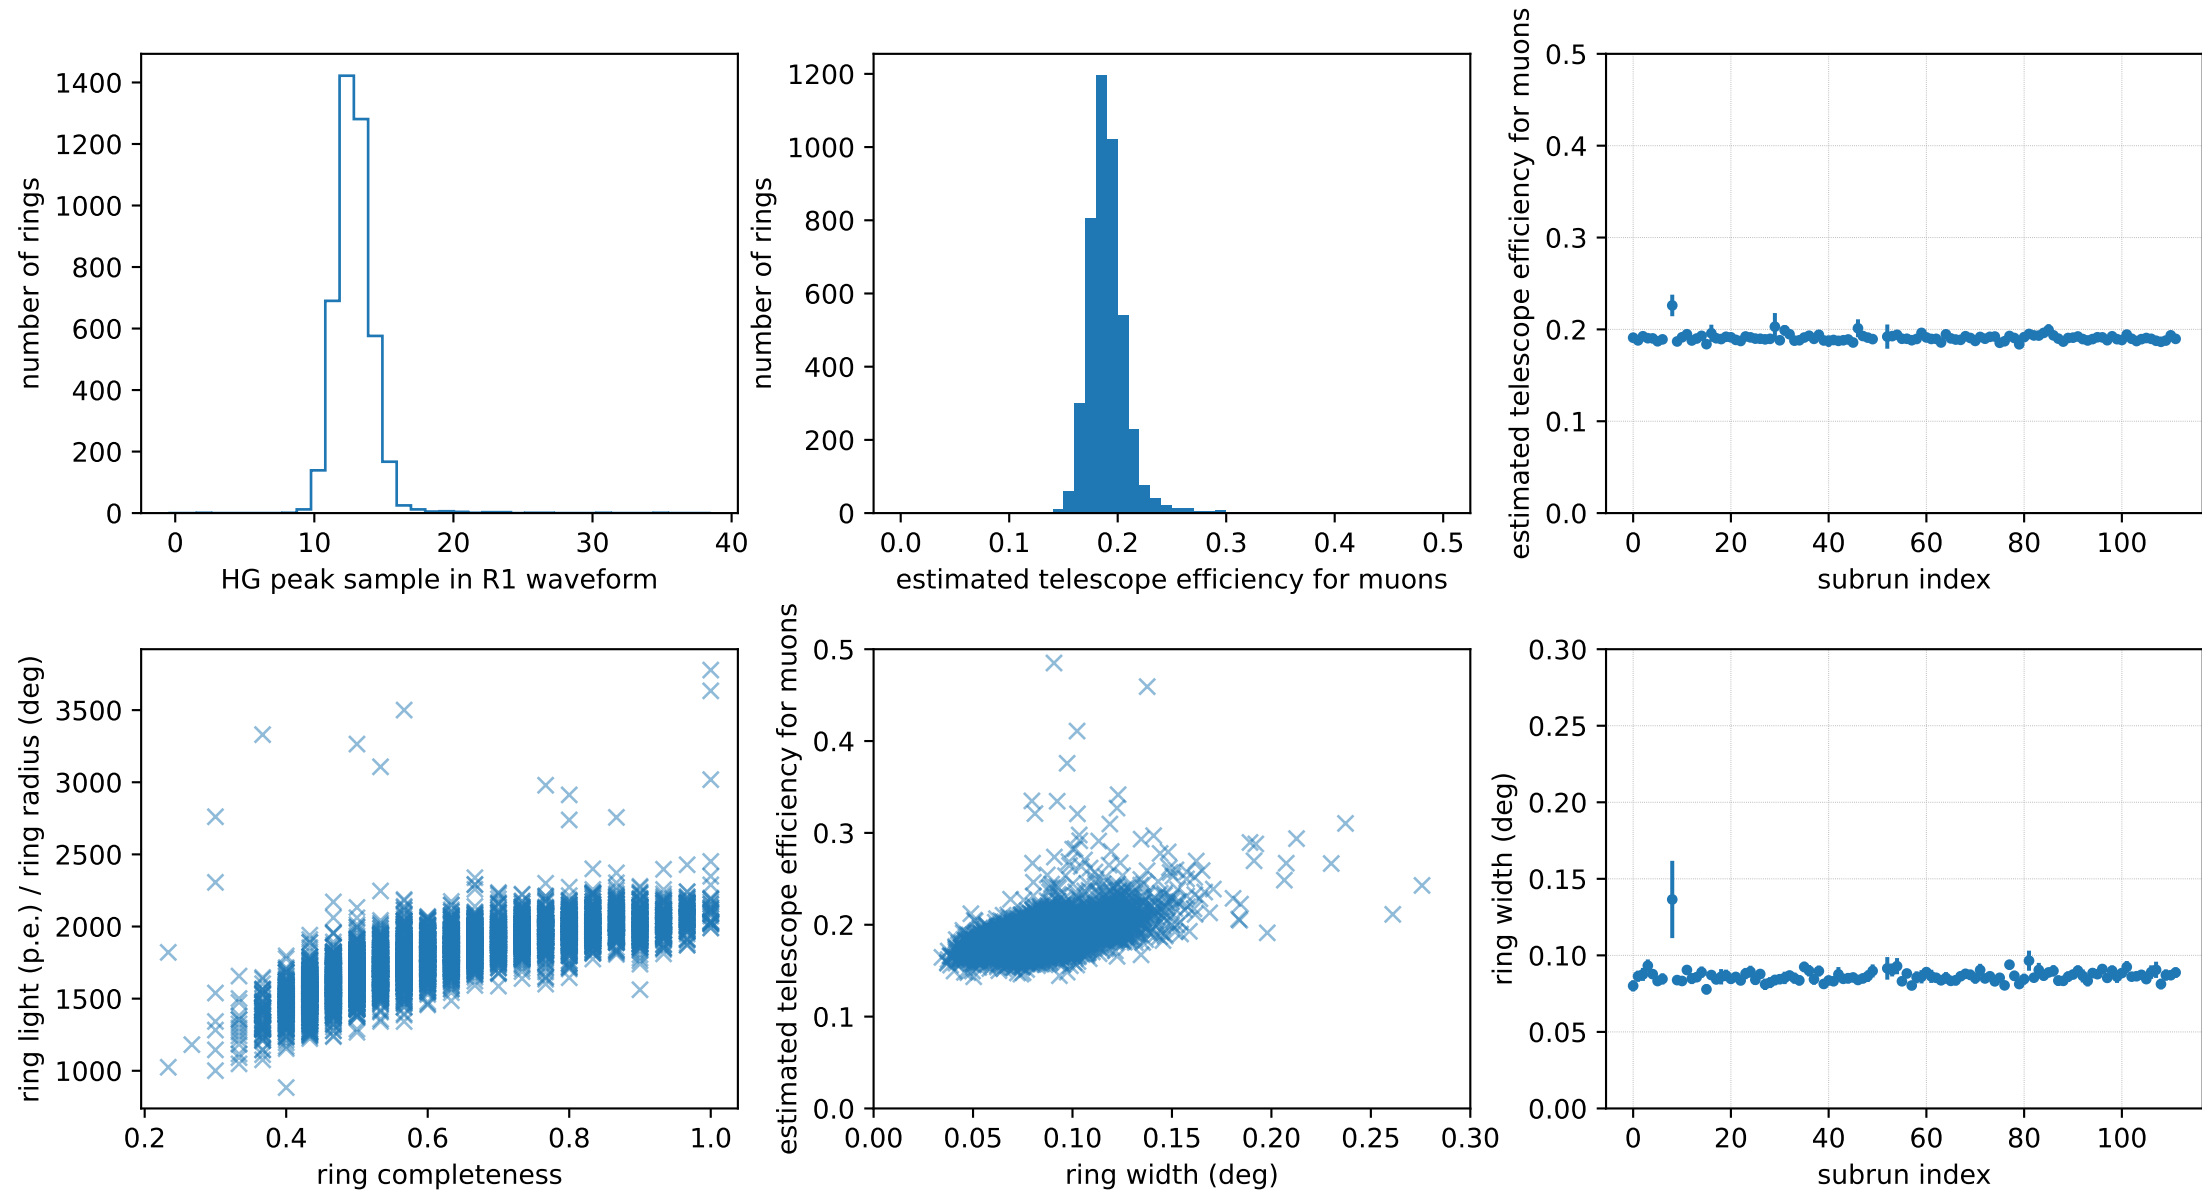 number of rings
1400
1200
1000
800
600
400
200
0
0 10 20 30 40
HG peak sample in R1 waveform
number of rings
1200
1000
800
600
400
200
0
0.0 0.1 0.2 0.3 0.4 0.5
estimated telescope efficiency for muons
estimated telescope efficiency for muons
0.5
0.4
0.3
0.2
0.1
0.0
0 20 40 60 80 100
subrun index
ring light (p.e.) / ring radius (deg)
3500
3000
2500
2000
1500
1000
0.2 0.4 0.6 0.8 1.0
ring completeness
estimated telescope efficiency for muons
0.5
0.4
0.3
0.2
0.1
0.0
0.00 0.05 0.10 0.15 0.20 0.25 0.30
ring width (deg)
ring width (deg)
0.30
0.25
0.20
0.15
0.10
0.05
0.00
0 20 40 60 80 100
subrun index